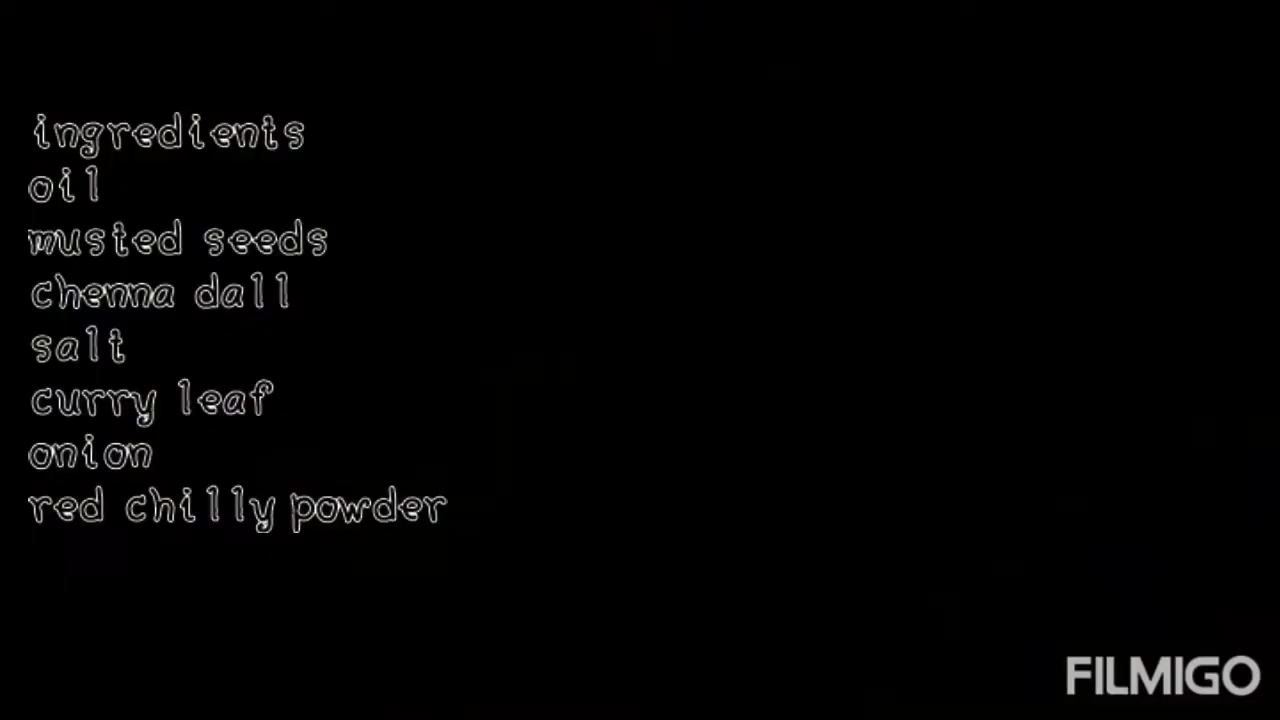 ingredients
oil
musted seeds
chenna dall
salt
curry leaf
onion
red chilly powder
FILMIGO